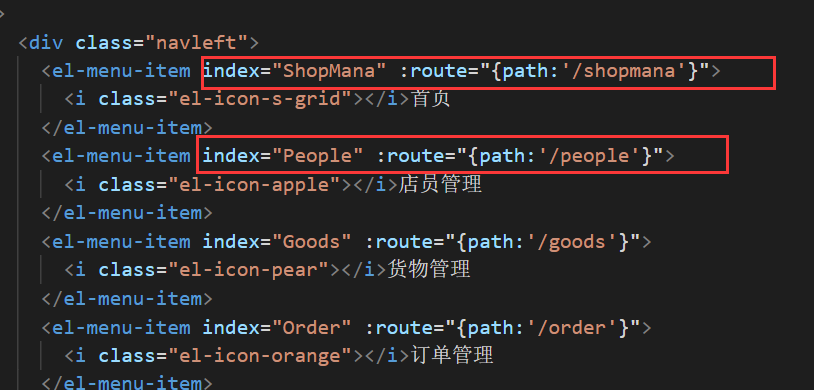 >
<div class="navleft">
<el-menu-item index="ShopMana" :route="{path:'/shopmana'}">
<i class="el-icon-s-grid"></i>首页
</el-menu-item>
<el-menu-item index="People" :route="{path:'/people'}">
<i class="el-icon-apple"></i>店员管理
</el-menu-item>
<el-menu-item index="Goods" :route="{path:'/goods'}">
<i class="el-icon-pear"></i>货物管理
</el-menu-item>
<el-menu-item index="Order" :route="{path:'/order'}">
<i class="el-icon-orange"></i>订单管理
</el-menu-item>